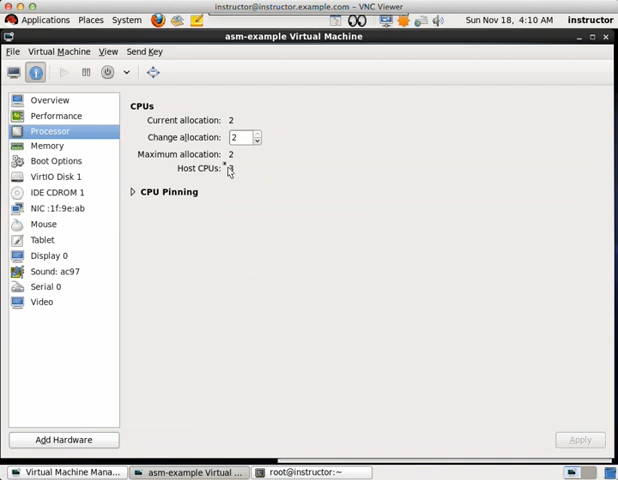 instructor@instructor.example.com – VNC Viewer
Applications Places System Sun Nov 18, 4:10 AM instructor
asm-example Virtual Machine
File Virtual Machine View Send Key
Overview
Performance
Processor
Memory
Boot Options
VirtIO Disk 1
IDE CDROM 1
NIC :1f:9e:ab
Mouse
Tablet
Display 0
Sound: ac97
Serial 0
Video
Add Hardware
CPUs
Current allocation: 2
Change allocation: 2
Maximum allocation: 2
Host CPUs:
CPU Pinning
Apply
Virtual Machine Mana... asm-example Virtual ... root@instructor:~